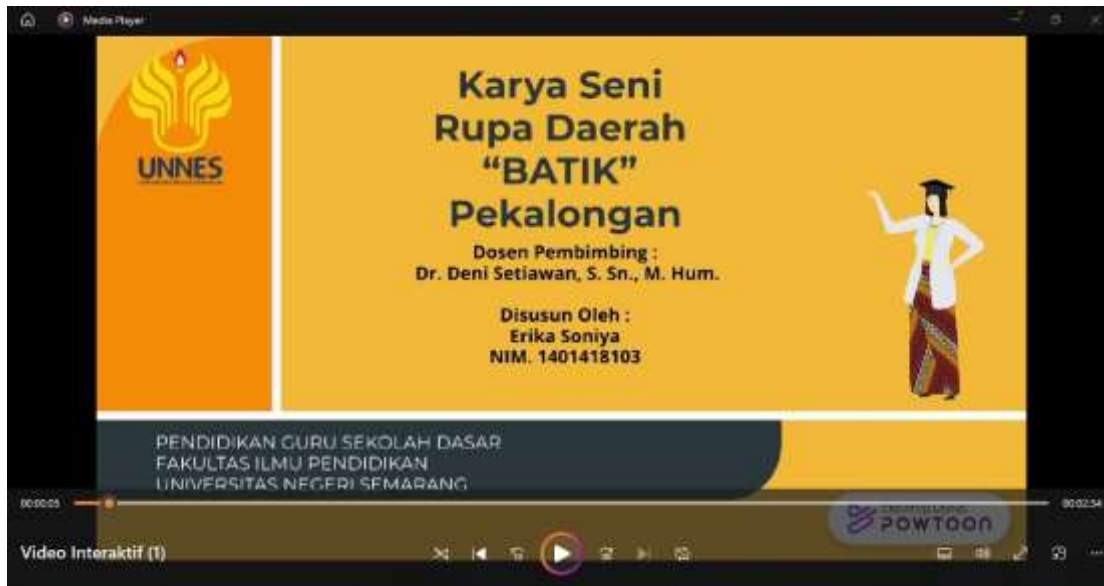 Media Player
UNNES
Karya Seni
Rupa Daerah
“BATIK”
Pekalongan
Dosen Pembimbing :
Dr. Deni Setiawan, S. Sn., M. Hum.
Disusun Oleh :
Erika Soniya
NIM. 1401418103
PENDIDIKAN GURU SEKOLAH DASAR
FAKULTAS ILMU PENDIDIKAN
UNIVERSITAS NEGERI SEMARANG
00:00:05
00:02:54
POWTOON
Video Interaktif (1)